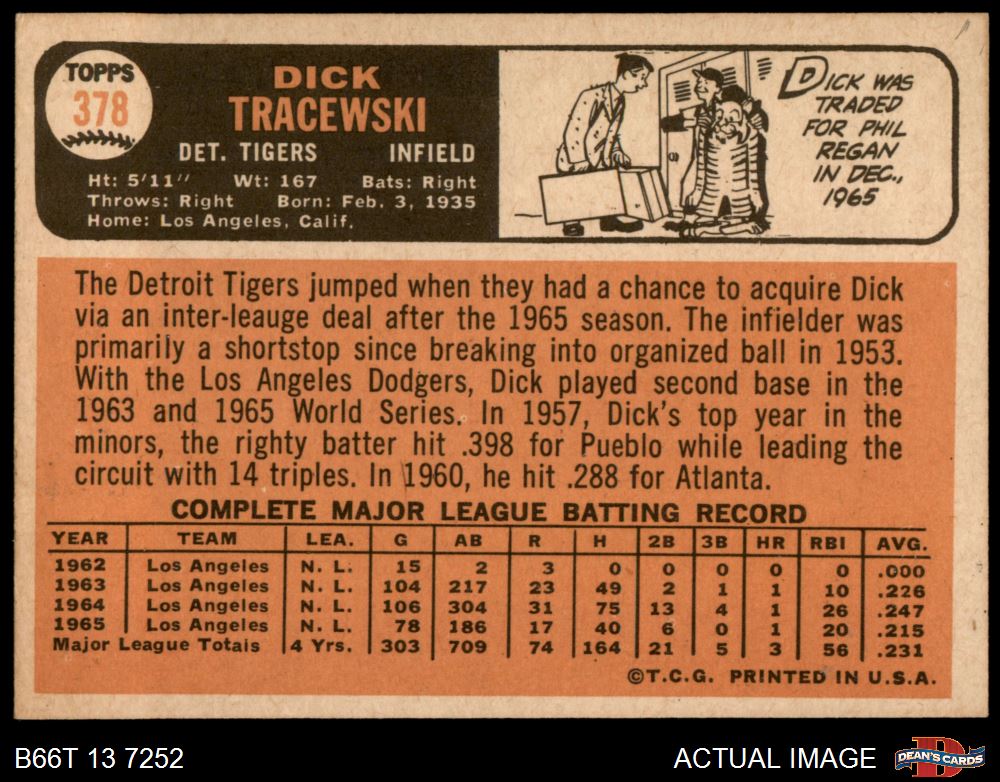 TOPPS
378
DICK
TRACEWSKI
DET. TIGERS INFIELD
Ht: 5'11" Wt: 167 Bats: Right
Throws: Right Born: Feb. 3, 1935
Home: Los Angeles, Calif.
DICK WAS
TRADED
FOR PHIL
REGAN
IN DEC.,
1965
The Detroit Tigers jumped when they had a chance to acquire Dick
via an inter-leauge deal after the 1965 season. The infielder was
primarily a shortstop since breaking into organized ball in 1953.
With the Los Angeles Dodgers, Dick played second base in the
1963 and 1965 World Series. In 1957, Dick's top year in the
minors, the righty batter hit .398 for Pueblo while leading the
circuit with 14 triples. In 1960, he hit .288 for Atlanta.
COMPLETE MAJOR LEAGUE BATTING RECORD
YEAR TEAM LEA. G AB R H 2B 3B HR RBI AVG.
1962 Los Angeles N. L. 15 2 3 0 0 0 0 0 .000
1963 Los Angeles N. L. 104 217 23 49 2 1 1 10 .226
1964 Los Angeles N. L. 106 304 31 75 13 4 1 26 .247
1965 Los Angeles N. L. 78 186 17 40 6 0 1 20 .215
Major League Totals 4 Yrs. 303 709 74 164 21 5 3 56 .231
©T.C.G. PRINTED IN U.S.A.
B66T 13 7252 ACTUAL IMAGE
DEAN'S CARDS